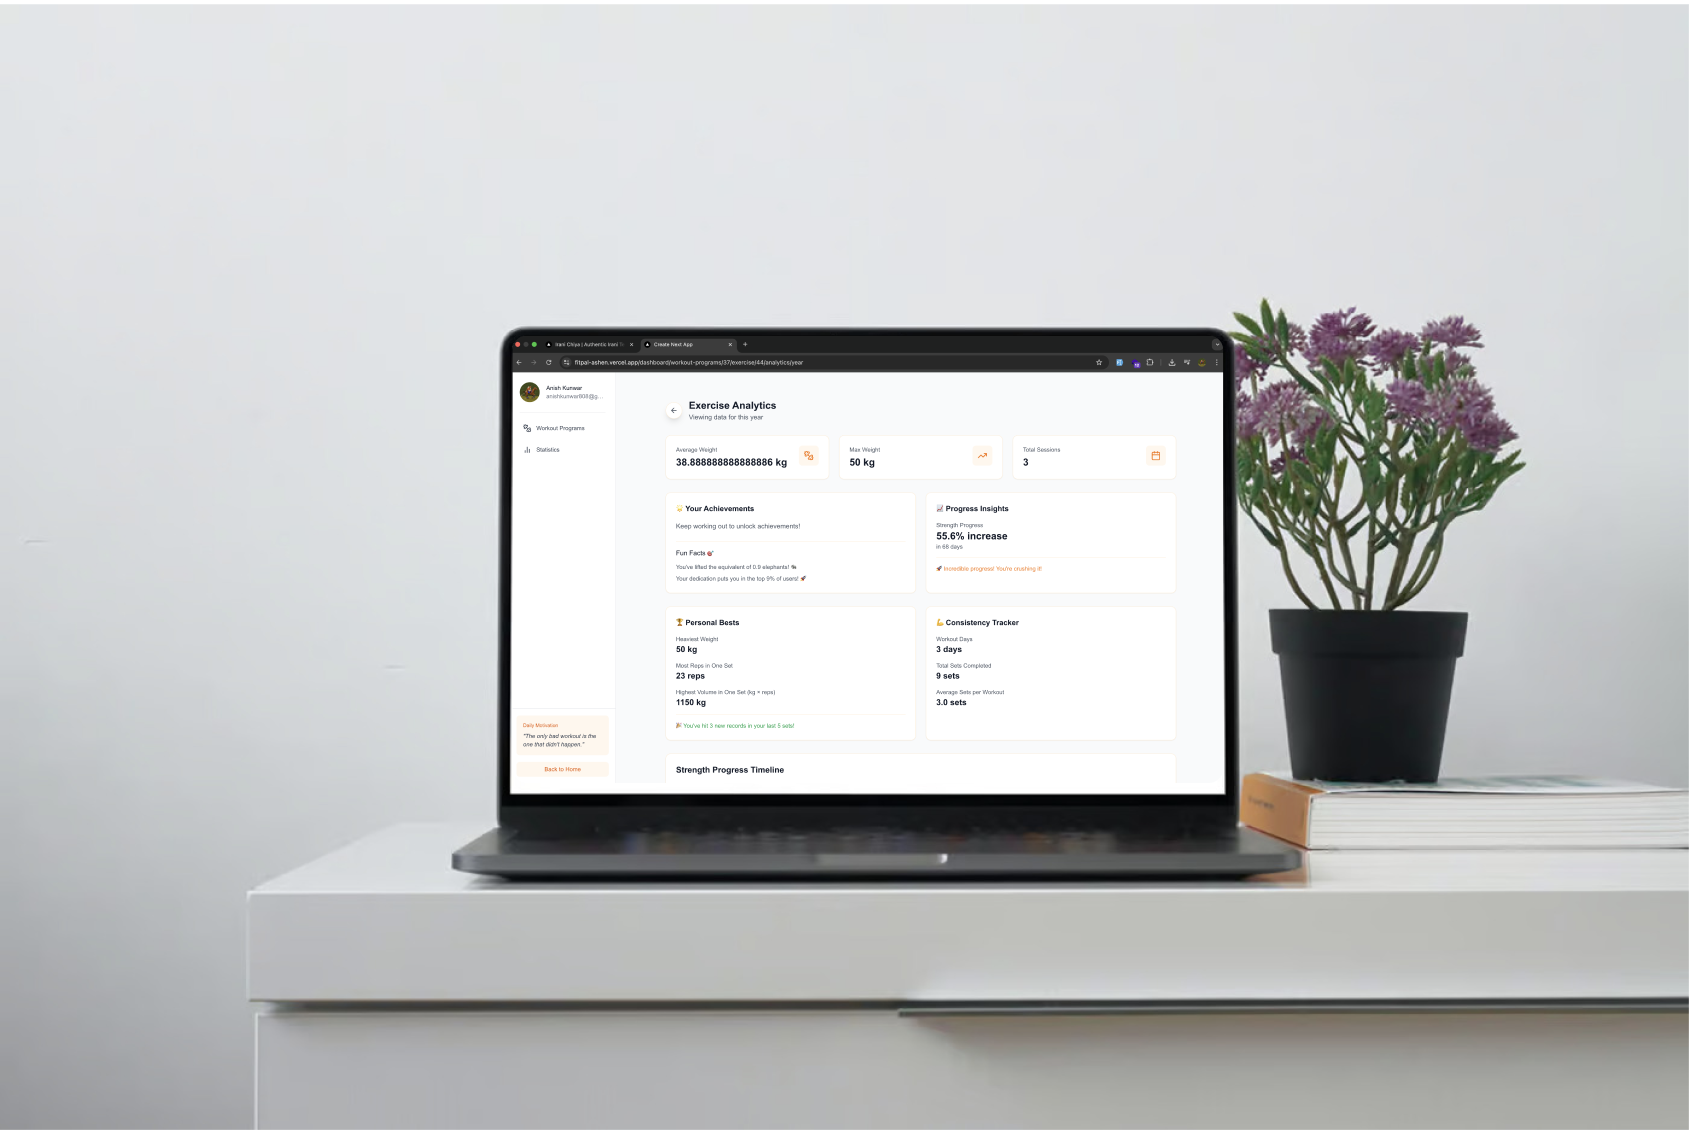 Irani Chiya | Authentic Irani
Create Next App
fitpal-ashen.vercel.app/dashboard/workout-programs/37/exercise/44/analytics/year
Anish Kunwar
anishkunwar808@g...
Workout Programs
Statistics
Daily Motivation
"The only bad workout is the
one that didn't happen."
Back to Home
Exercise Analytics
Viewing data for this year
Average Weight
38.888888888888886 kg
Max Weight
50 kg
Total Sessions
3
Your Achievements
Keep working out to unlock achievements!
Fun Facts 🎯
You've lifted the equivalent of 0.9 elephants! 🐘
Your dedication puts you in the top 9% of users! 🚀
📈 Progress Insights
Strength Progress
55.6% increase
in 68 days
🚀 Incredible progress! You're crushing it!
🏆 Personal Bests
Heaviest Weight
50 kg
Most Reps in One Set
23 reps
Highest Volume in One Set (kg × reps)
1150 kg
🎉 You've hit 3 new records in your last 5 sets!
💪 Consistency Tracker
Workout Days
3 days
Total Sets Completed
9 sets
Average Sets per Workout
3.0 sets
Strength Progress Timeline